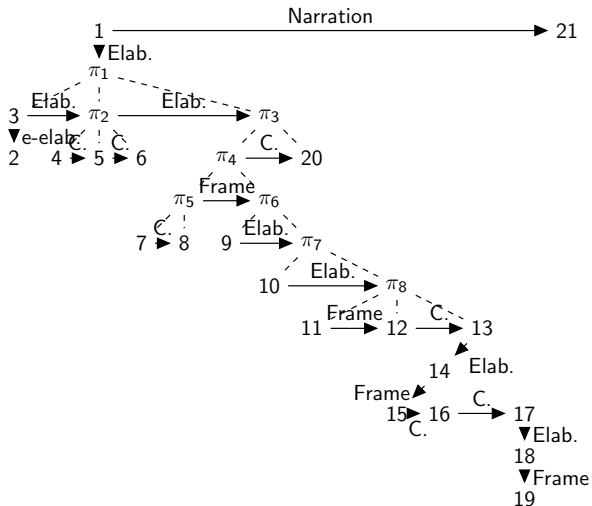 Narration
1 21
Elab.
π1
Elab. Elab.
3 π2 π3
e-elab. C. C. C.
2 4 5 6 π4 20
Frame
π5 π6
C. Elab.
7 8 9 π7
Elab.
10 π8
Frame C.
11 12 13
14 Elab.
Frame C.
15 16 17
C. Elab.
18
Frame
19